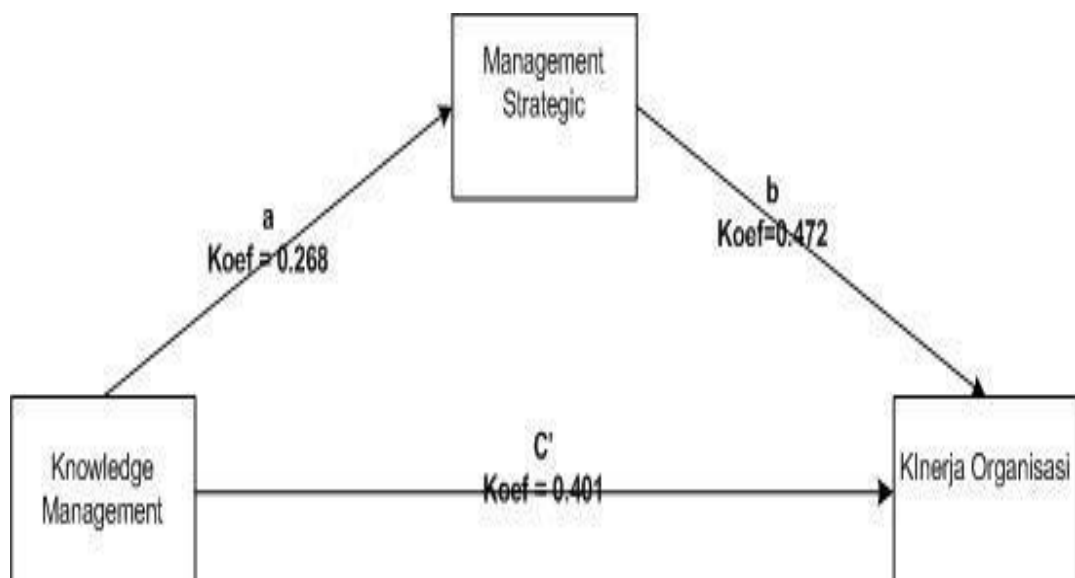 Management
Strategic
a
Koef = 0.268
b
Koef=0.472
Knowledge
Management
C'
Koef = 0.401
KInerja Organisasi